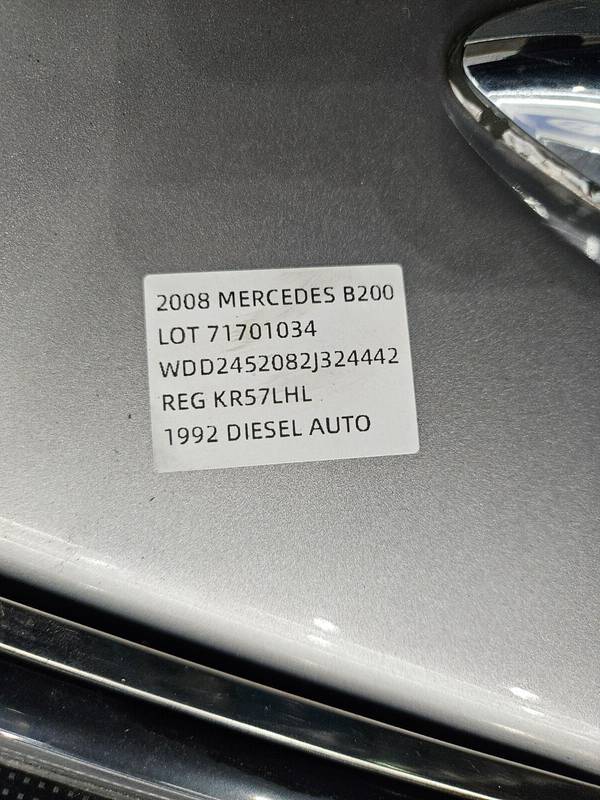 2008 MERCEDES B200
LOT 71701034
WDD2452082J324442
REG KR57LHL
1992 DIESEL AUTO